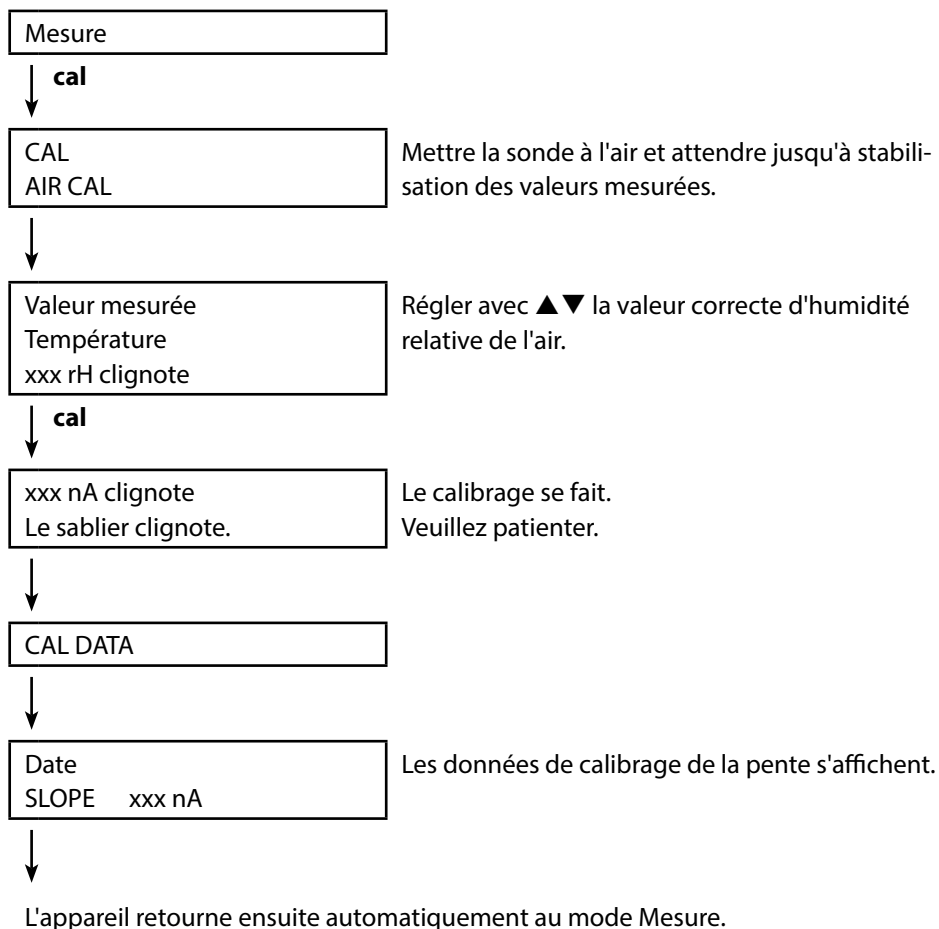 Mesure
cal
CAL
AIR CAL
Mettre la sonde à l'air et attendre jusqu'à stabili-
sation des valeurs mesurées.
Valeur mesurée
Température
xxx rH clignote
Régler avec ▲▼ la valeur correcte d'humidité
relative de l'air.
cal
xxx nA clignote
Le sablier clignote.
Le calibrage se fait.
Veuillez patienter.
CAL DATA
Date
SLOPE xxx nA
Les données de calibrage de la pente s'affichent.
L'appareil retourne ensuite automatiquement au mode Mesure.